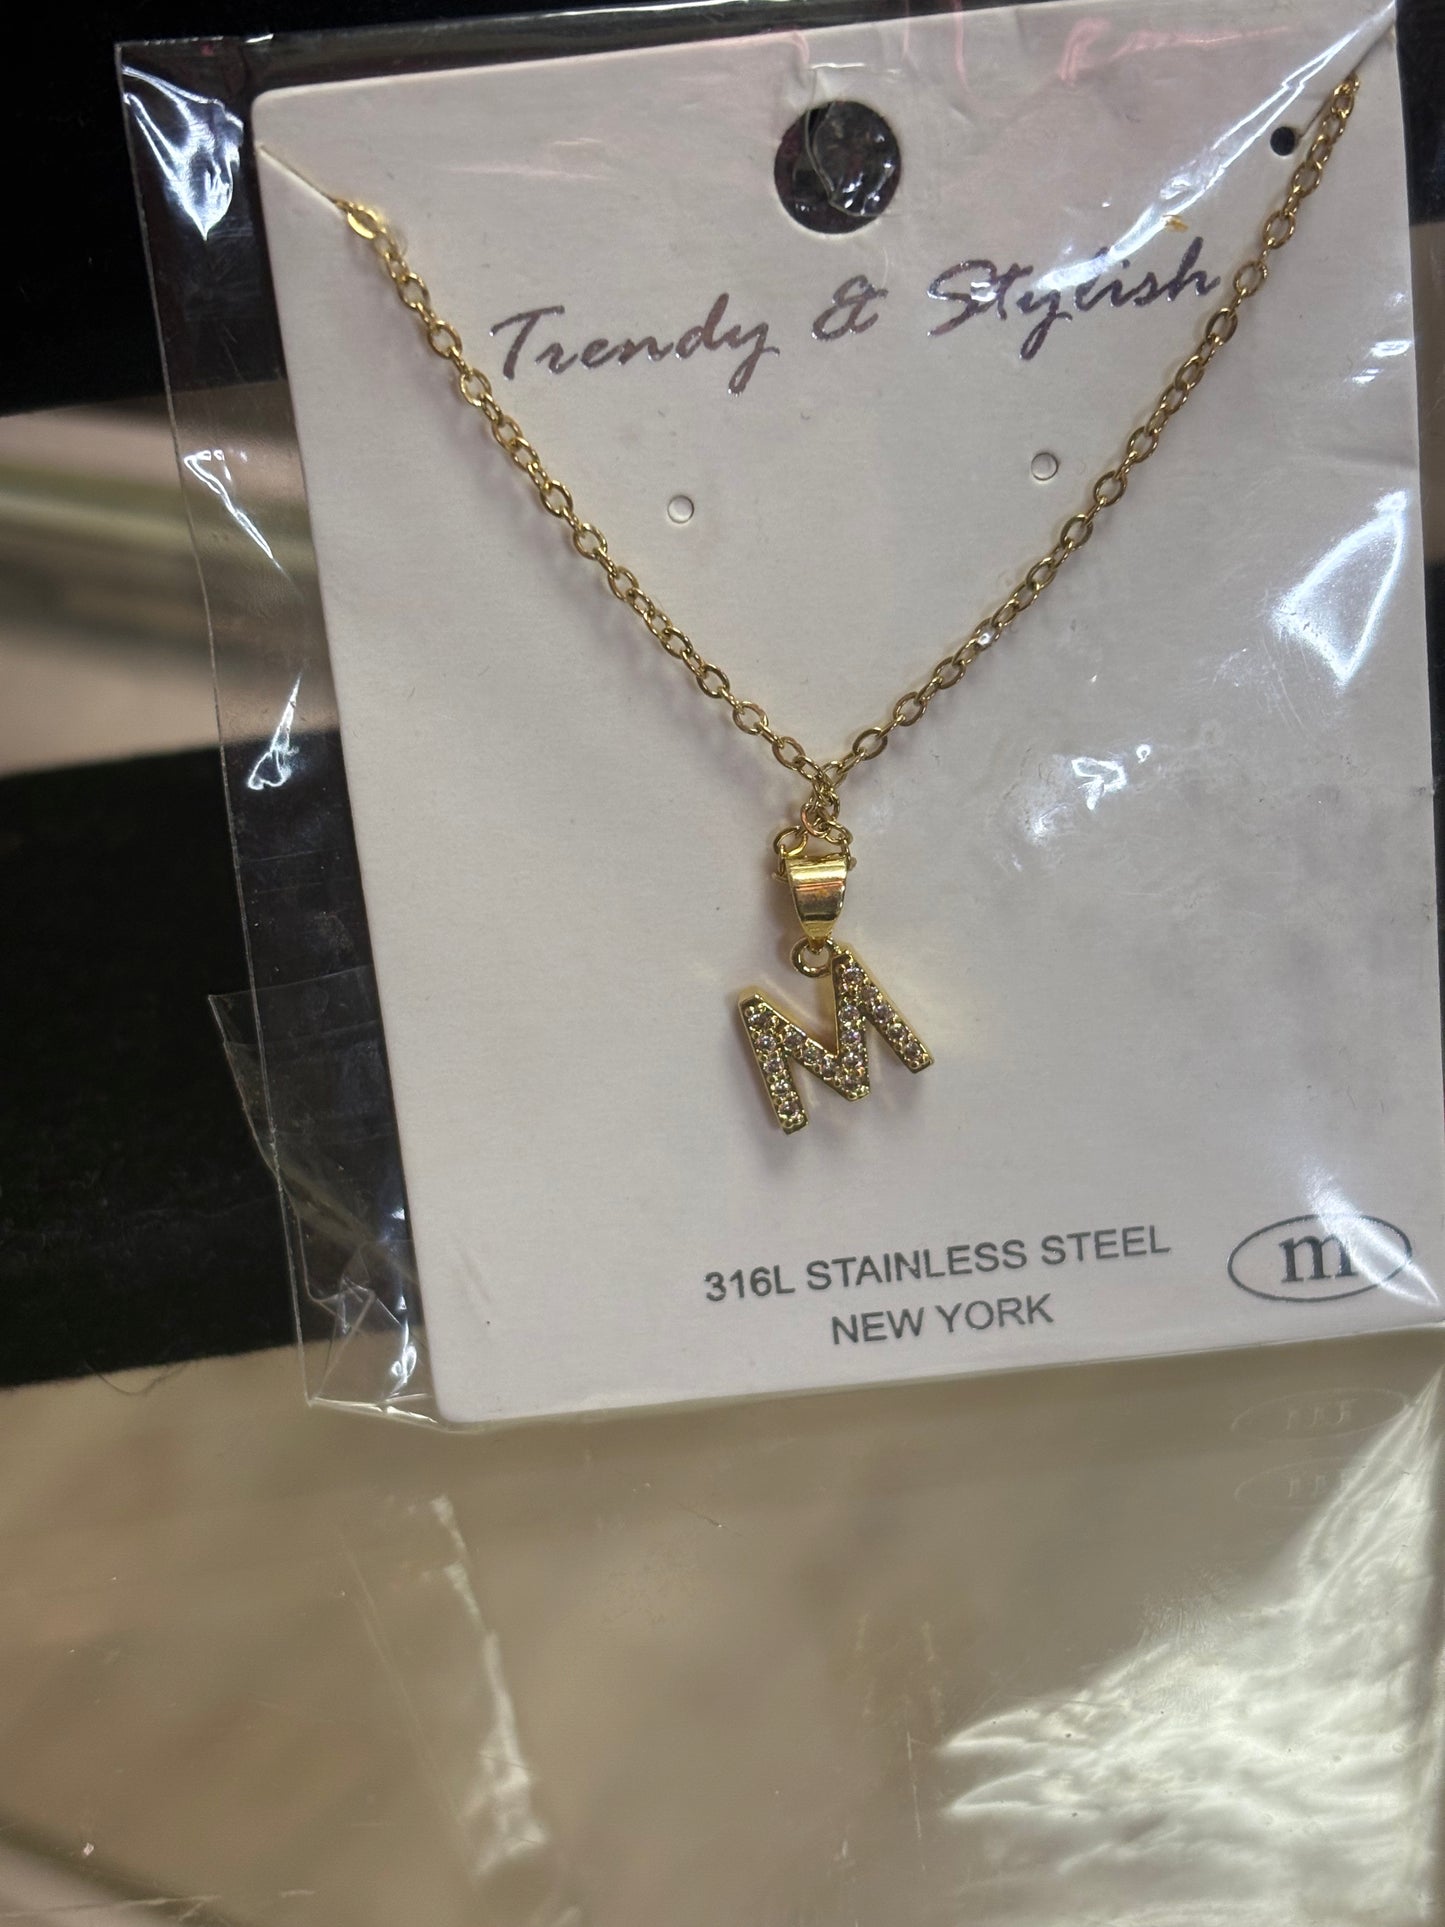 Trendy & Stylish
M
316L STAINLESS STEEL
NEW YORK
m